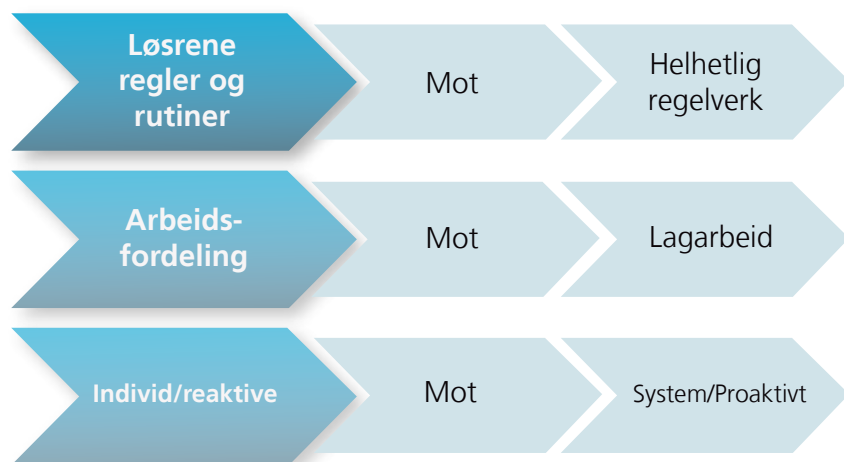 Løsrene
regler og
rutiner
Mot
Helhetlig
regelverk
Arbeids-
fordeling
Mot
Lagarbeid
Individ/reaktive
Mot
System/Proaktivt